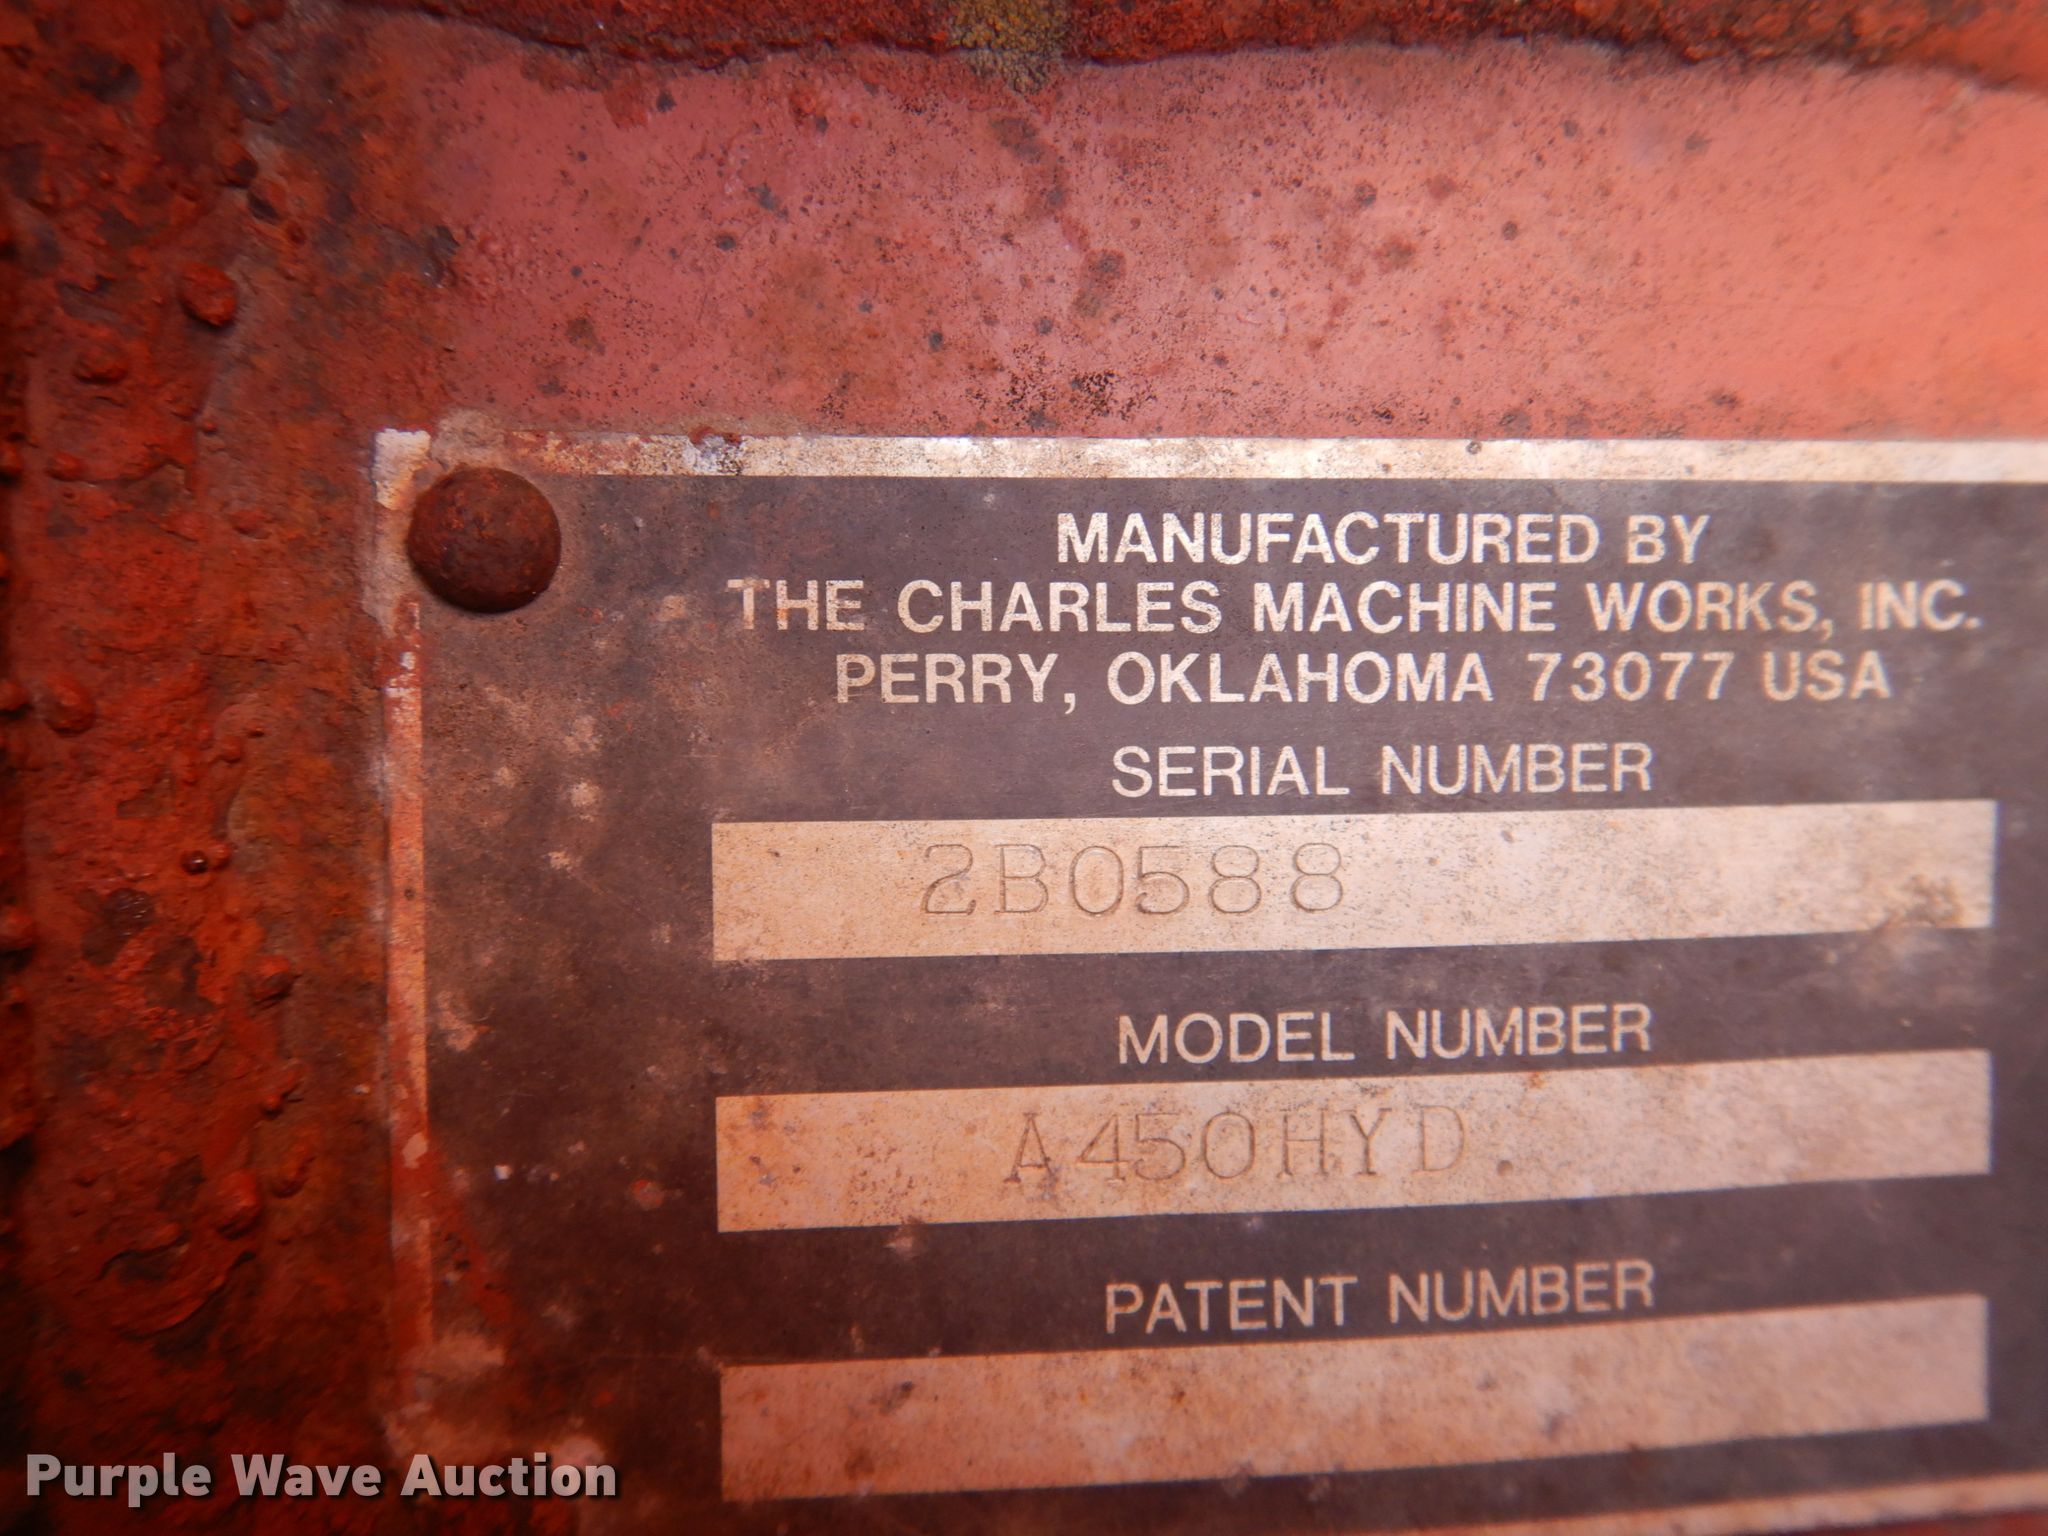 MANUFACTURED BY
THE CHARLES MACHINE WORKS, INC.
PERRY, OKLAHOMA 73077 USA
SERIAL NUMBER
2B0588
MODEL NUMBER
A450HYD
PATENT NUMBER
Purple Wave Auction